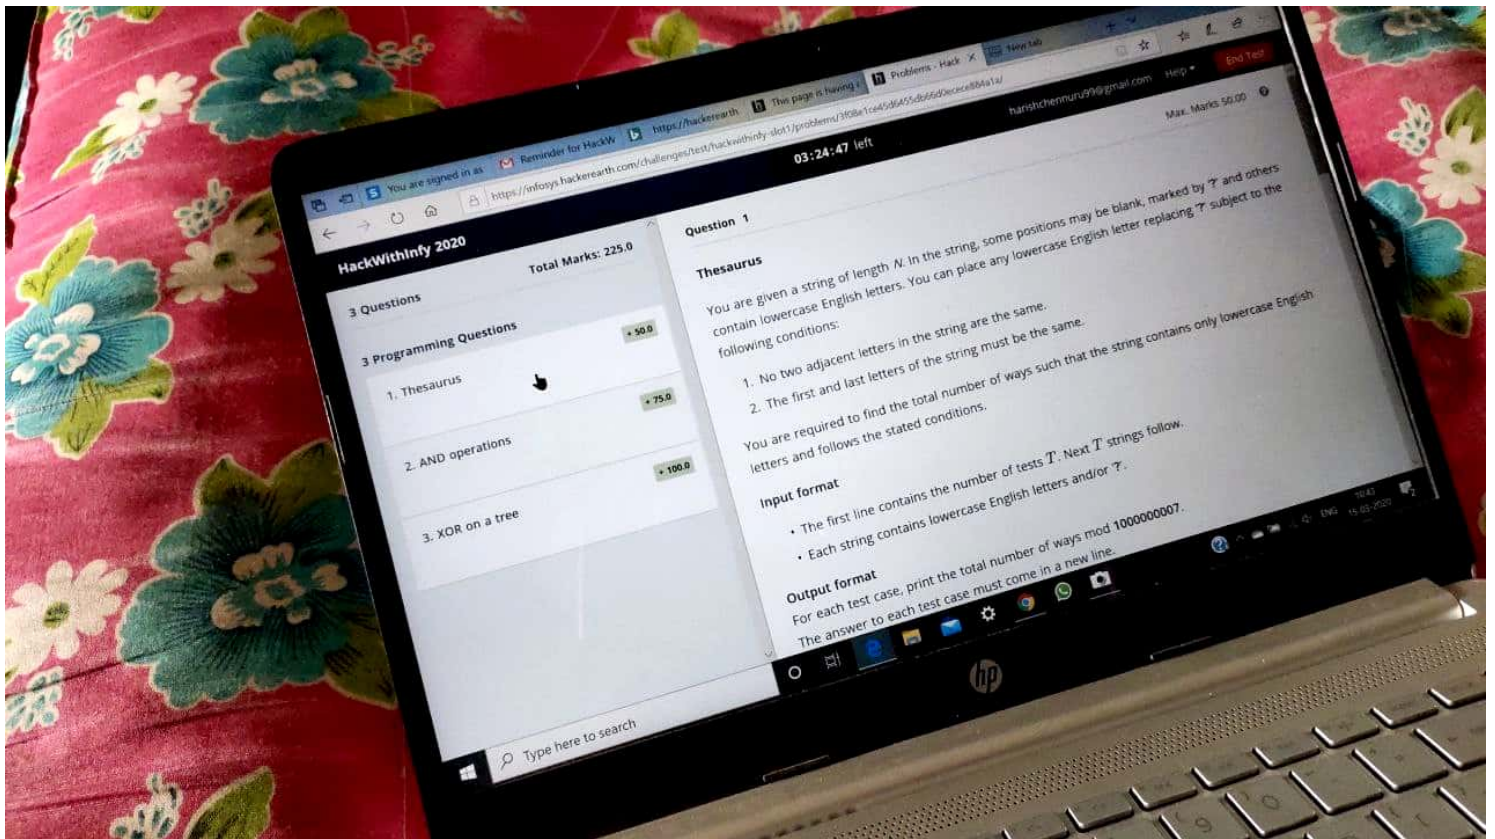 You are signed in as
Reminder for HackW
https://hackerearth
This page is having
Problems - Hack
New tab
https://infosys.hackerearth.com/challenges/test/hackwithinfy-slot1/problems/
HackWithInfy 2020
03:24:47 left
harishchennuru99@gmail.com
Help
End Test
3 Questions
Total Marks: 225.0
3 Programming Questions
1. Thesaurus
+ 50.0
2. AND operations
+ 75.0
3. XOR on a tree
+ 100.0
Question 1
Max. Marks 50.00
Thesaurus
You are given a string of length N. In the string, some positions may be blank, marked by '?' and others
contain lowercase English letters. You can place any lowercase English letter replacing '?' subject to the
following conditions:
1. No two adjacent letters in the string are the same.
2. The first and last letters of the string must be the same.
You are required to find the total number of ways such that the string contains only lowercase English
letters and follows the stated conditions.
Input format
• The first line contains the number of tests T. Next T strings follow.
• Each string contains lowercase English letters and/or '?'.
Output format
For each test case, print the total number of ways mod 1000000007.
The answer to each test case must come in a new line.
Type here to search
ENG
15-03-2020
hp